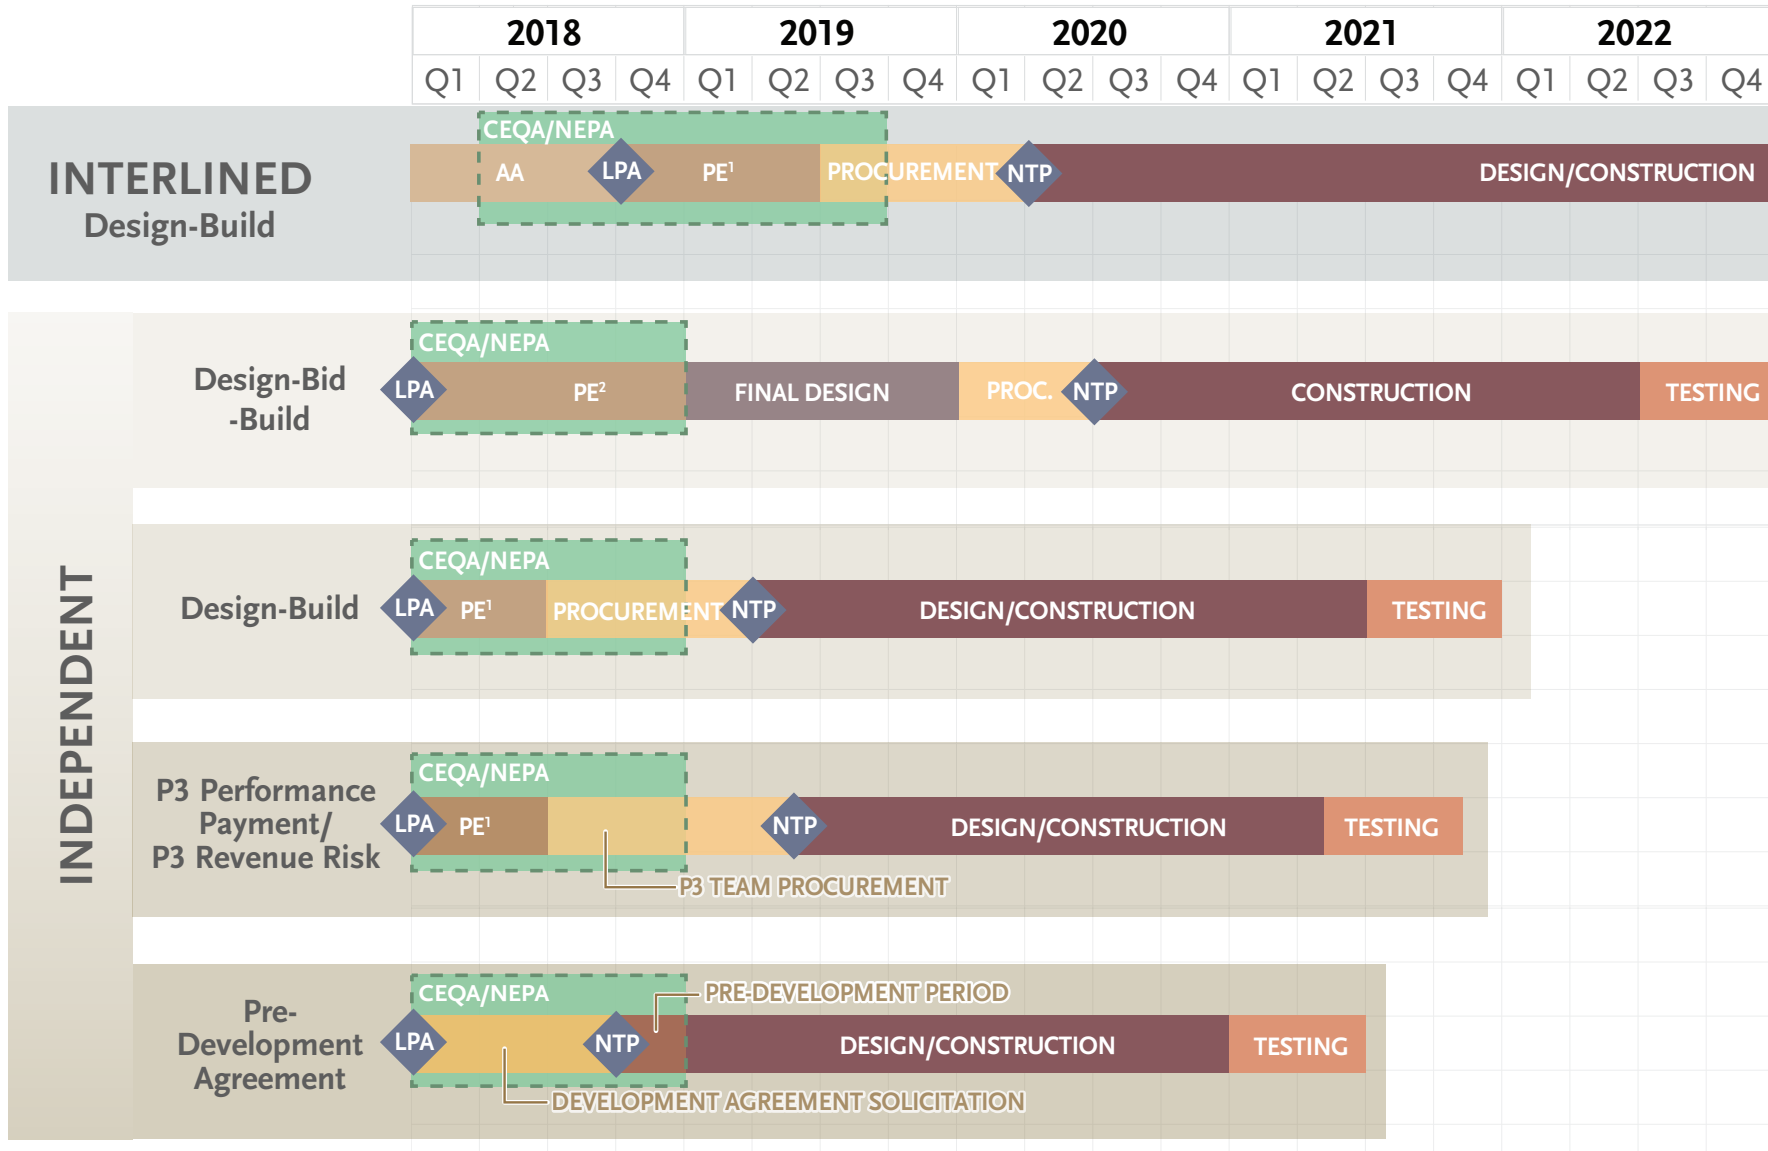 2018 2019 2020 2021 2022
Q1 Q2 Q3 Q4 Q1 Q2 Q3 Q4 Q1 Q2 Q3 Q4 Q1 Q2 Q3 Q4 Q1 Q2 Q3 Q4
INTERLINED
Design-Build
CEQA/NEPA
AA LPA PE¹ PROCUREMENT NTP DESIGN/CONSTRUCTION
INDEPENDENT
Design-Bid
-Build
CEQA/NEPA
LPA PE² FINAL DESIGN PROC. NTP CONSTRUCTION TESTING
Design-Build
CEQA/NEPA
LPA PE¹ PROCUREMENT NTP DESIGN/CONSTRUCTION TESTING
P3 Performance
Payment/
P3 Revenue Risk
CEQA/NEPA
LPA PE¹ NTP DESIGN/CONSTRUCTION TESTING
P3 TEAM PROCUREMENT
Pre-
Development
Agreement
CEQA/NEPA
PRE-DEVELOPMENT PERIOD
LPA NTP DESIGN/CONSTRUCTION TESTING
DEVELOPMENT AGREEMENT SOLICITATION